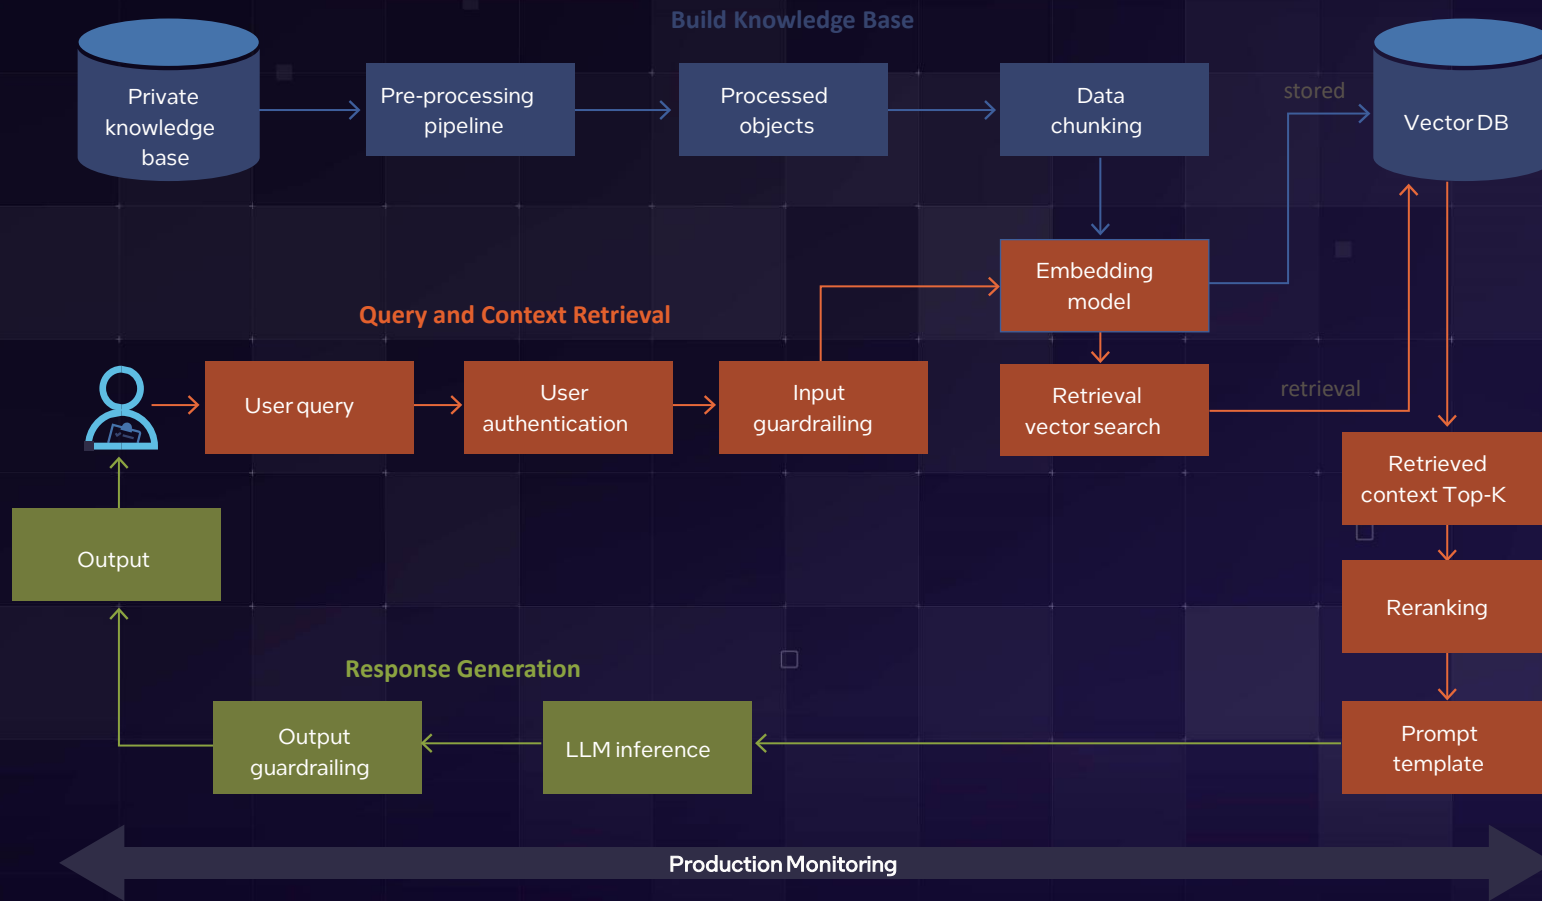 Build Knowledge Base
Private
knowledge
base
Pre-processing
pipeline
Processed
objects
Data
chunking
stored
Vector DB
Embedding
model
Query and Context Retrieval
User query
User
authentication
Input
guardrailing
Retrieval
vector search
retrieval
Retrieved
context Top-K
Reranking
Prompt
template
Response Generation
LLM inference
Output
guardrailing
Output
Production Monitoring